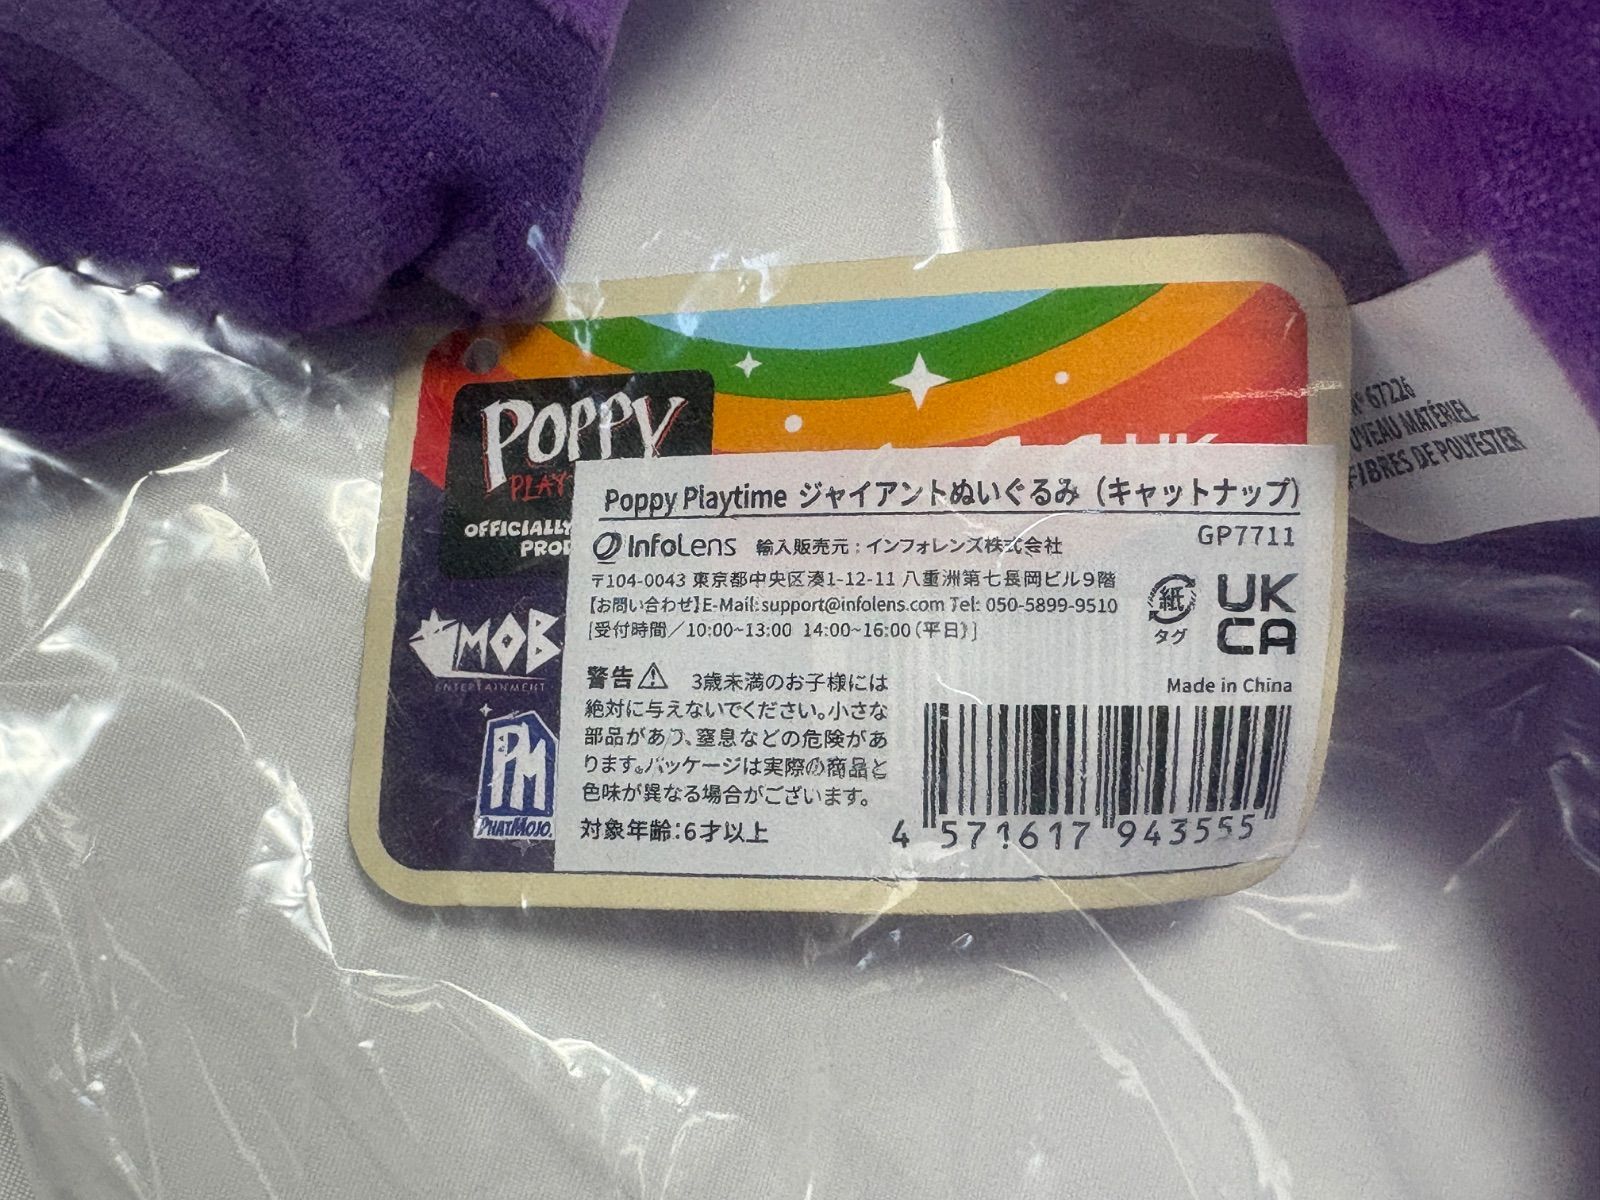 POPPY
PLAY
OFFICIALLY
PROD
MOB
ENTERTAINMENT
PM
PHATMOJO.
Poppy Playtime ジャイアントぬいぐるみ（キャットナップ）
GP7711
InfoLens 輸入販売元：インフォレンズ株式会社
〒104-0043 東京都中央区湊1-12-11 八重洲第七長岡ビル9階
【お問い合わせ】E-Mail:support@infolens.com Tel: 050-5899-9510
[受付時間／10:00~13:00 14:00~16:00（平日）]
紙
タグ
UK
CA
Made in China
警告⚠ 3歳未満のお子様には
絶対に与えないでください。小さな
部品があり、窒息などの危険があ
ります。パッケージは実際の商品と
色味が異なる場合がございます。
対象年齢：6才以上
4 571617 943555
N° 67226
UVEAU MATÉRIEL
FIBRES DE POLYESTER